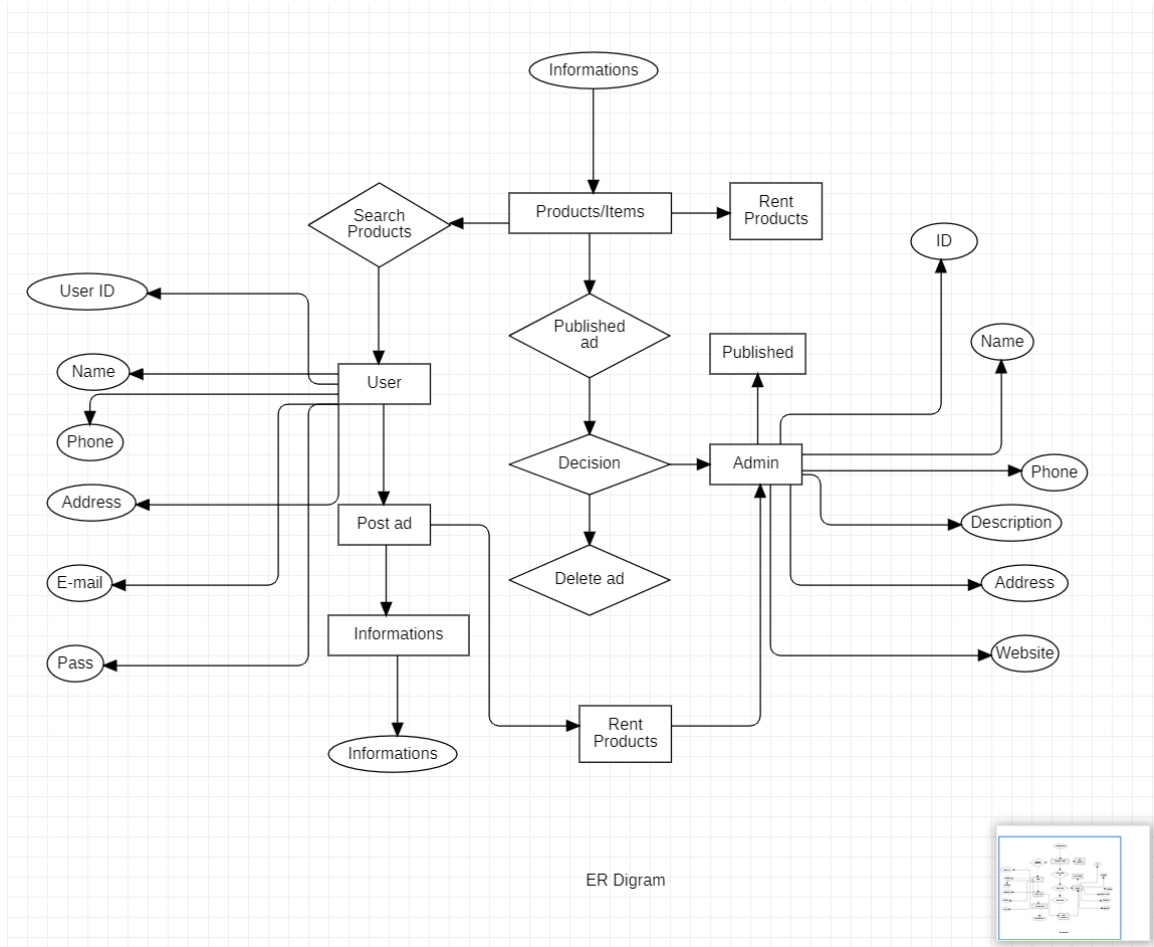 Informations
Search
Products
Products/Items
Rent
Products
ID
User ID
Published
ad
Published
Name
Name
User
Phone
Decision
Admin
Phone
Address
Post ad
Description
E-mail
Delete ad
Address
Informations
Pass
Website
Rent
Products
Informations
ER Digram